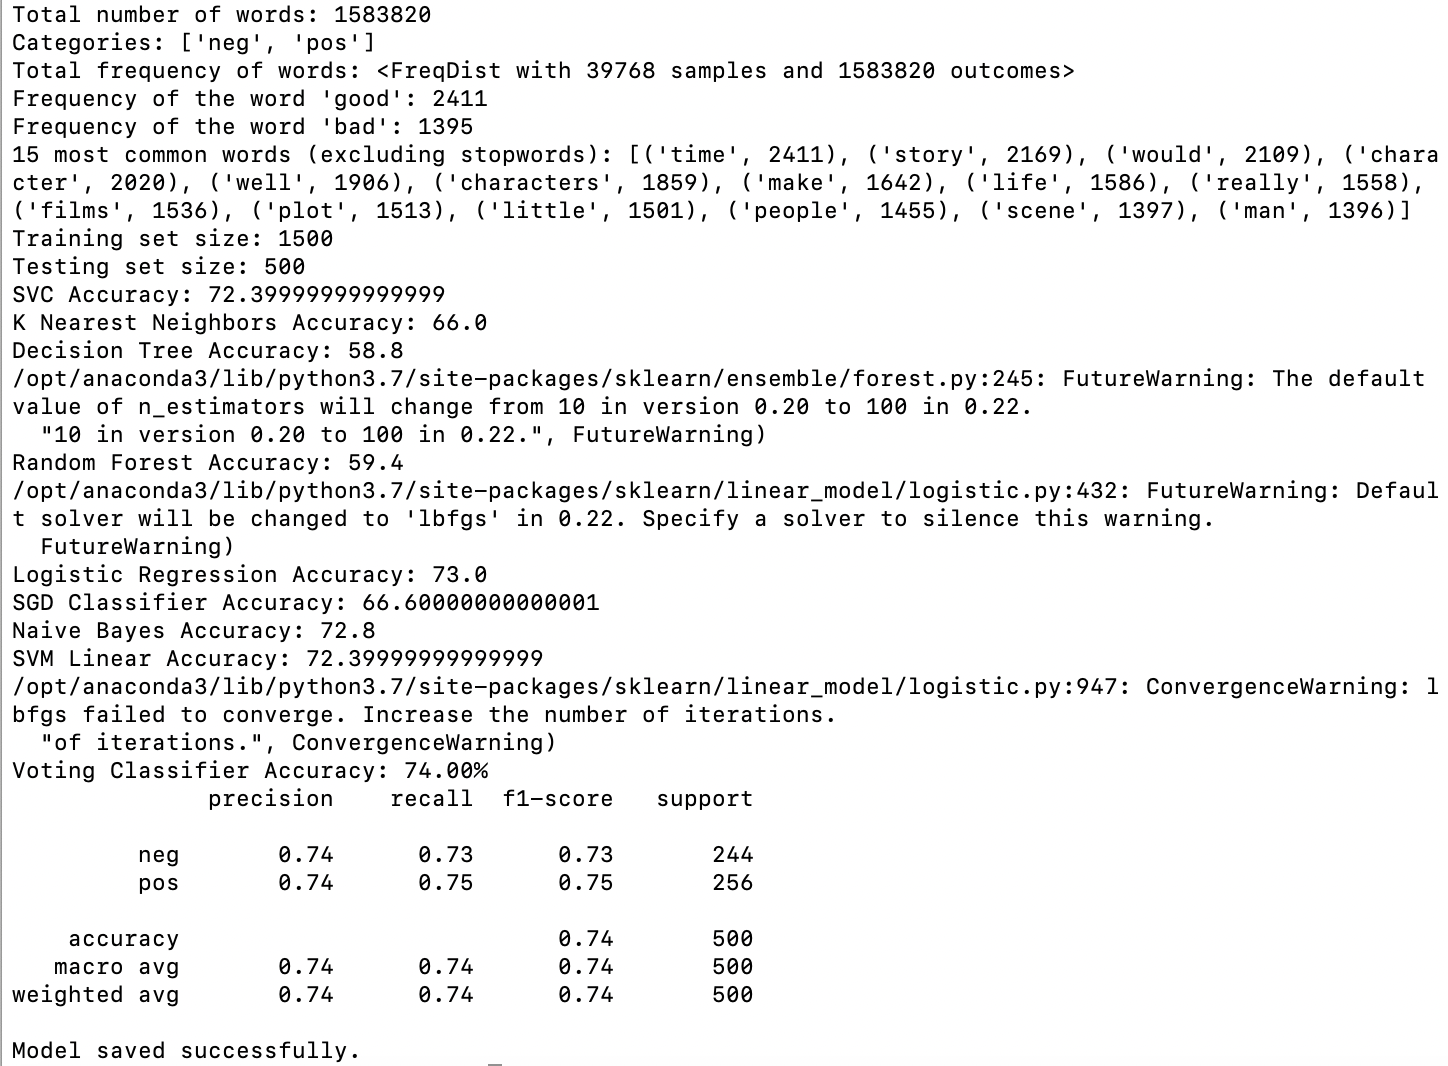 Total number of words: 1583820
Categories: ['neg', 'pos']
Total frequency of words: <FreqDist with 39768 samples and 1583820 outcomes>
Frequency of the word 'good': 2411
Frequency of the word 'bad': 1395
15 most common words (excluding stopwords): [('time', 2411), ('story', 2169), ('would', 2109), ('chara
cter', 2020), ('well', 1906), ('characters', 1859), ('make', 1642), ('life', 1586), ('really', 1558),
('films', 1536), ('plot', 1513), ('little', 1501), ('people', 1455), ('scene', 1397), ('man', 1396)]
Training set size: 1500
Testing set size: 500
SVC Accuracy: 72.39999999999999
K Nearest Neighbors Accuracy: 66.0
Decision Tree Accuracy: 58.8
/opt/anaconda3/lib/python3.7/site-packages/sklearn/ensemble/forest.py:245: FutureWarning: The default
value of n_estimators will change from 10 in version 0.20 to 100 in 0.22.
  "10 in version 0.20 to 100 in 0.22.", FutureWarning)
Random Forest Accuracy: 59.4
/opt/anaconda3/lib/python3.7/site-packages/sklearn/linear_model/logistic.py:432: FutureWarning: Defaul
t solver will be changed to 'lbfgs' in 0.22. Specify a solver to silence this warning.
  FutureWarning)
Logistic Regression Accuracy: 73.0
SGD Classifier Accuracy: 66.60000000000001
Naive Bayes Accuracy: 72.8
SVM Linear Accuracy: 72.39999999999999
/opt/anaconda3/lib/python3.7/site-packages/sklearn/linear_model/logistic.py:947: ConvergenceWarning: l
bfgs failed to converge. Increase the number of iterations.
  "of iterations.", ConvergenceWarning)
Voting Classifier Accuracy: 74.00%
              precision    recall  f1-score   support
         neg       0.74      0.73      0.73       244
         pos       0.74      0.75      0.75       256
    accuracy                           0.74       500
   macro avg       0.74      0.74      0.74       500
weighted avg       0.74      0.74      0.74       500
Model saved successfully.